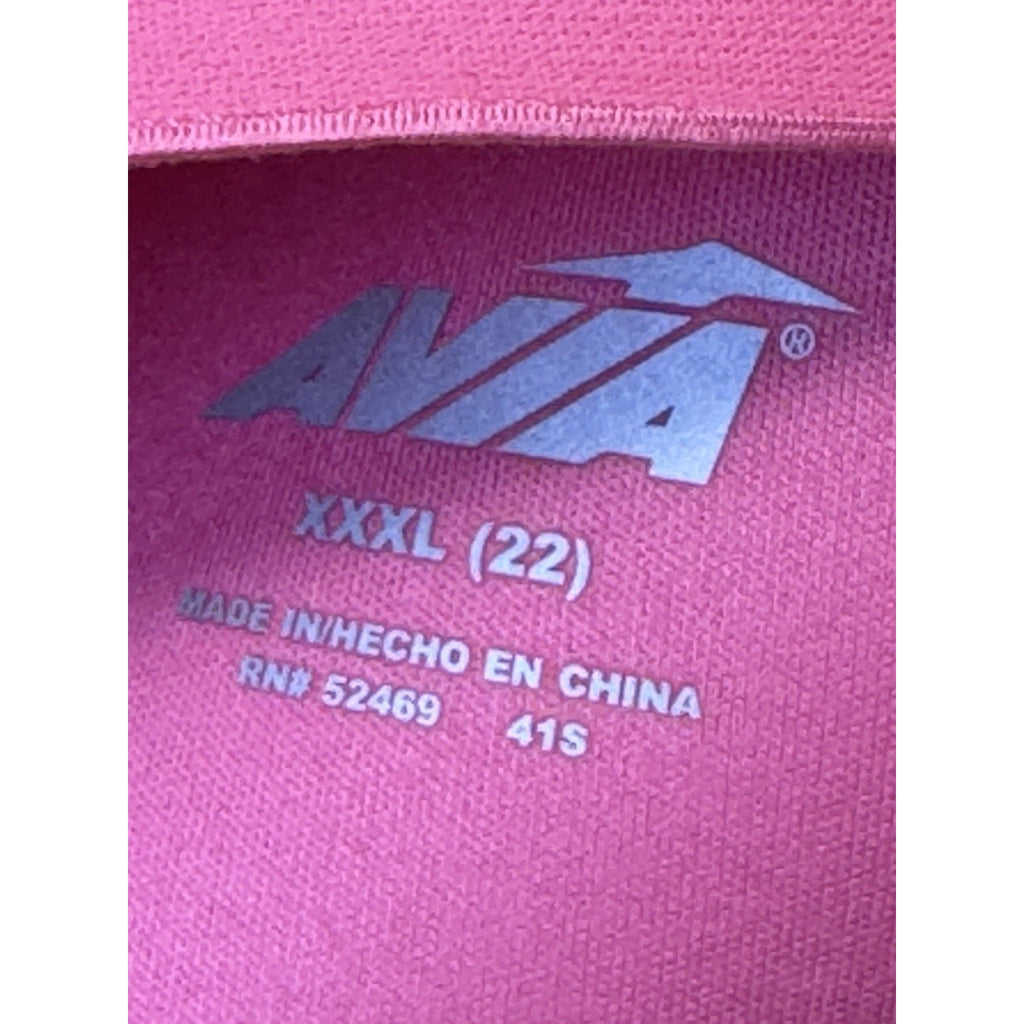 AVIA®
XXXL (22)
MADE IN/HECHO EN CHINA
RN# 52469 41S